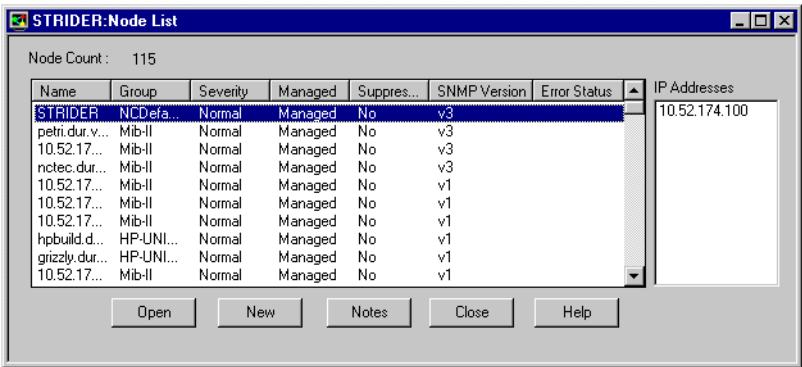 STRIDER:Node List
Node Count : 115
Name Group Severity Managed Suppres... SNMP Version Error Status IP Addresses
STRIDER NCDefa... Normal Managed No v3 10.52.174.100
petri.dur.v... Mib-II Normal Managed No v3
10.52.17... Mib-II Normal Managed No v3
nctec.dur... Mib-II Normal Managed No v3
10.52.17... Mib-II Normal Managed No v1
10.52.17... Mib-II Normal Managed No v1
10.52.17... Mib-II Normal Managed No v1
hpbuild.d... HP-UNI... Normal Managed No v1
grizzly.dur... HP-UNI... Normal Managed No v1
10.52.17... Mib-II Normal Managed No v1
Open New Notes Close Help